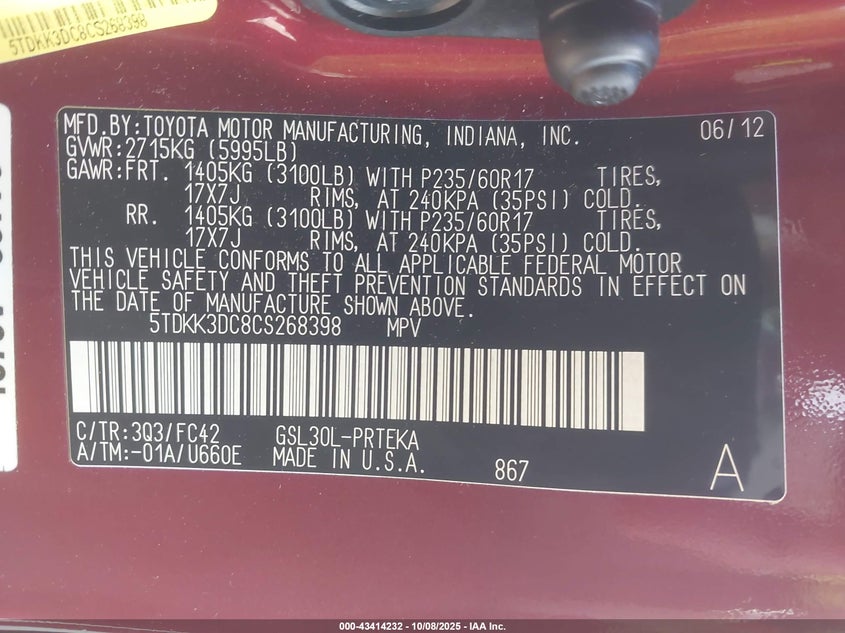 5TDKK3DC8CS268398
MFD.BY:TOYOTA MOTOR MANUFACTURING, INDIANA, INC. 06/12
GVWR:2715KG (5995LB)
GAWR:FRT. 1405KG (3100LB) WITH P235/60R17 TIRES,
17X7J RIMS, AT 240KPA (35PSI) COLD.
RR. 1405KG (3100LB) WITH P235/60R17 TIRES,
17X7J RIMS, AT 240KPA (35PSI) COLD.
THIS VEHICLE CONFORMS TO ALL APPLICABLE FEDERAL MOTOR
VEHICLE SAFETY AND THEFT PREVENTION STANDARDS IN EFFECT ON
THE DATE OF MANUFACTURE SHOWN ABOVE.
5TDKK3DC8CS268398 MPV
C/TR:3Q3/FC42 GSL30L-PRTEKA
A/TM:-01A/U660E MADE IN U.S.A. 867 A
000-43414232 - 10/08/2025 - IAA Inc.